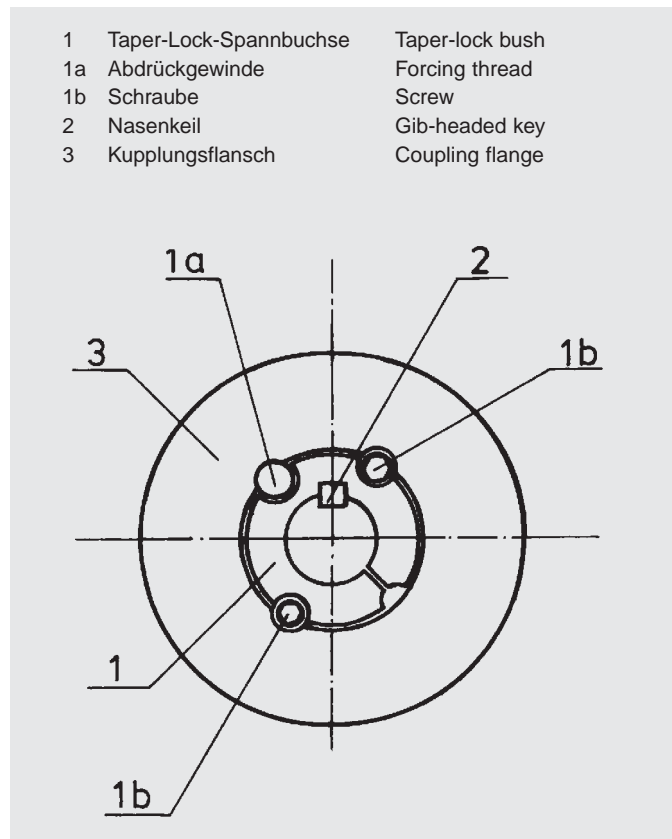 1 Taper-Lock-Spannbuchse Taper-lock bush
1a Abdrückgewinde Forcing thread
1b Schraube Screw
2 Nasenkeil Gib-headed key
3 Kupplungsflansch Coupling flange
1a 2
3 1b
1
1b